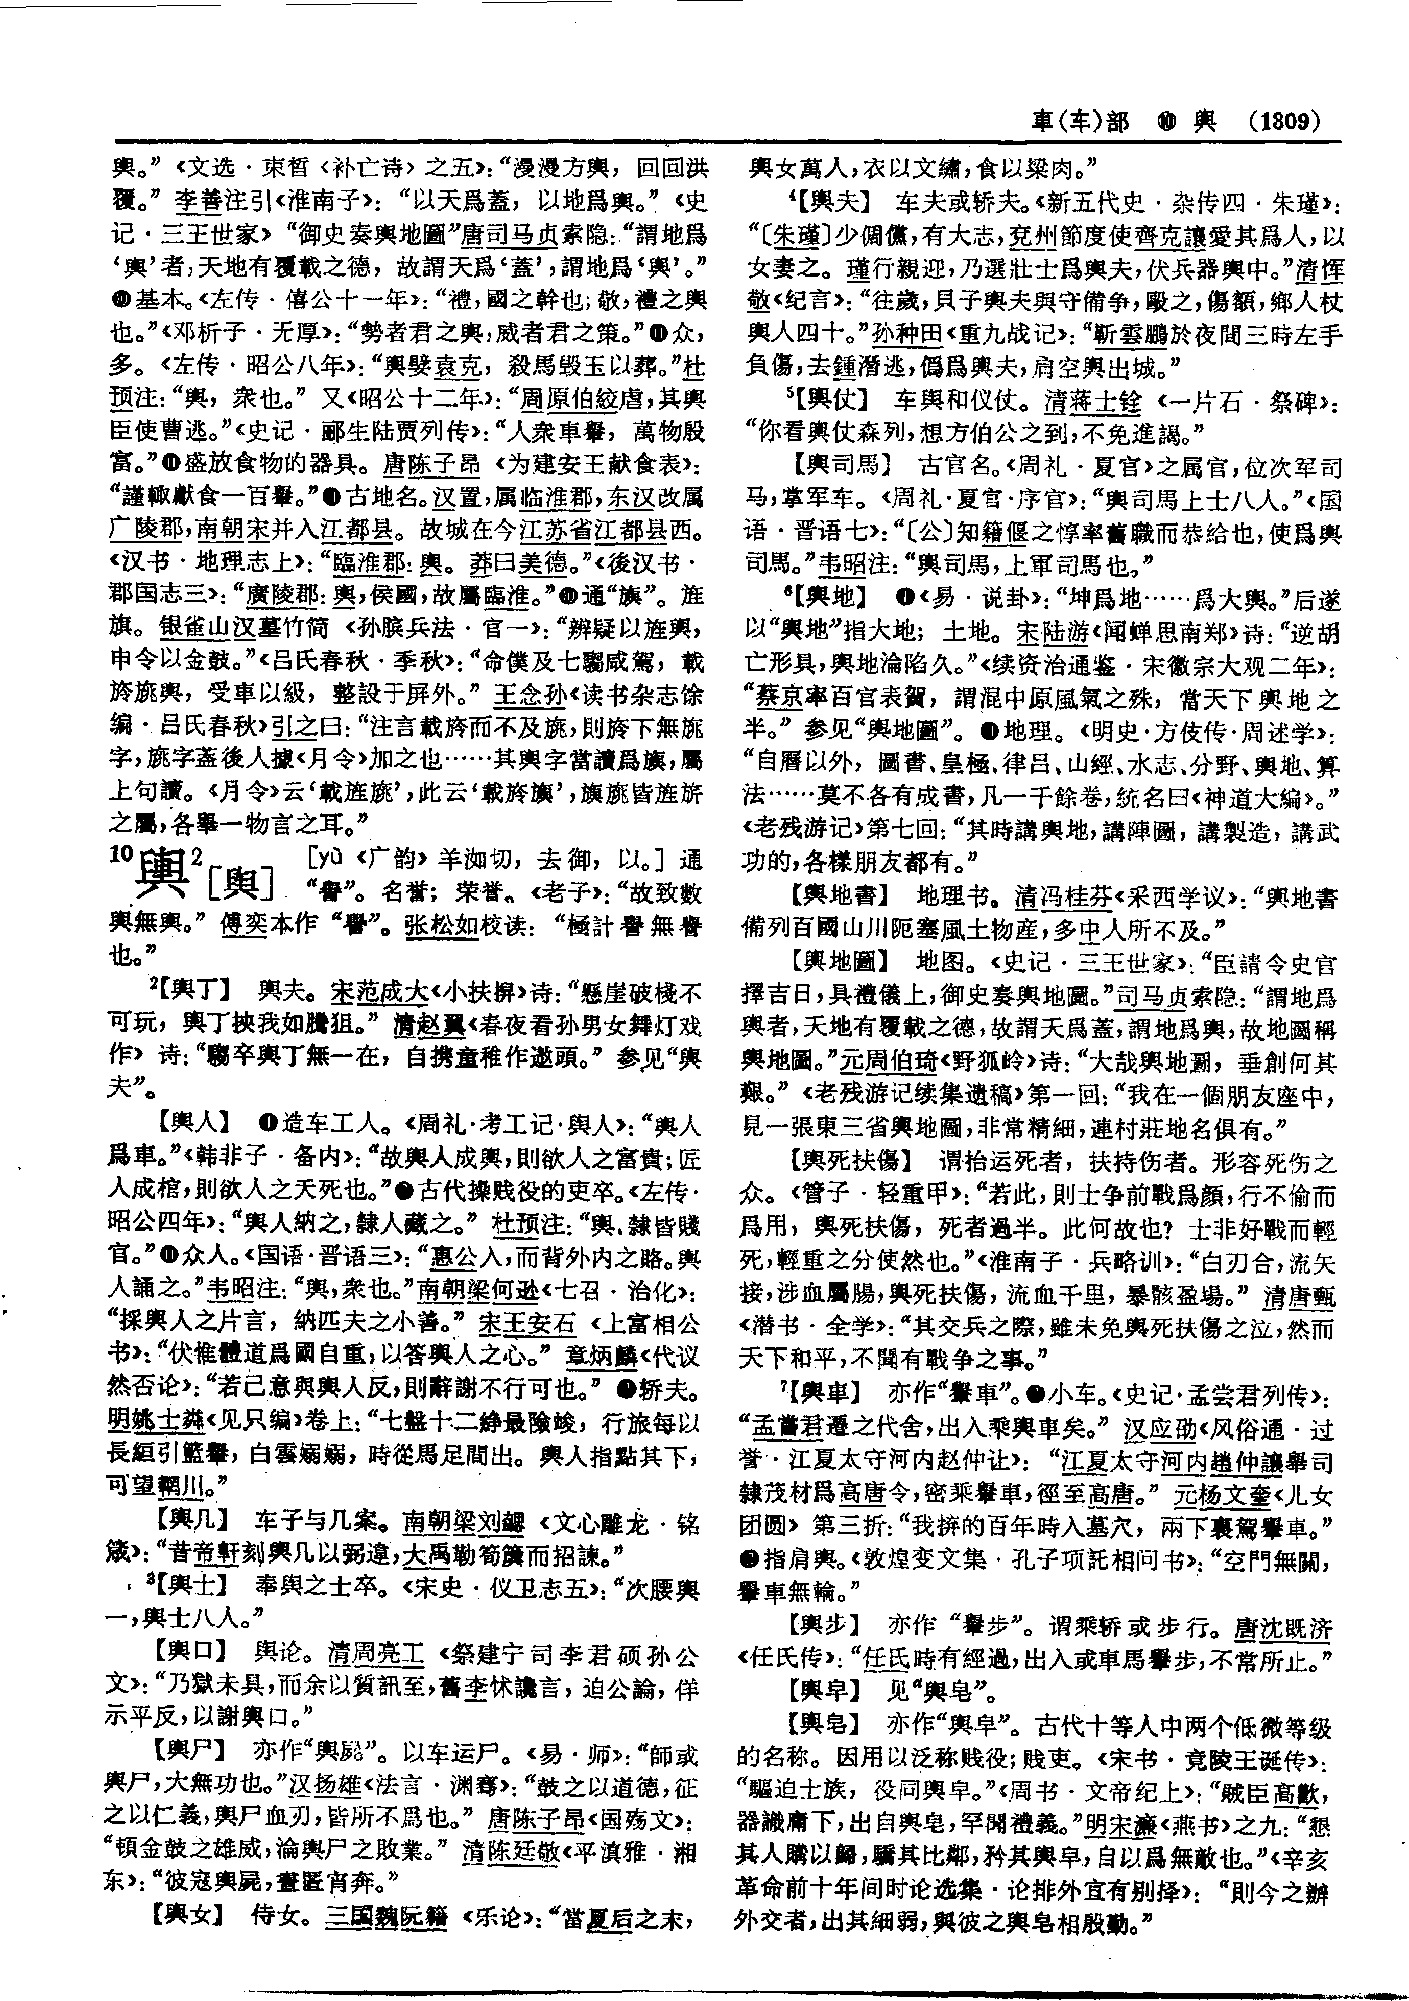 車(车)部 ⑩ 輿 (1309)
輿。”《文选·束皙〈补亡诗〉之五》：“漫漫方輿，回回洪
覆。”李善注引《淮南子》：“以天爲蓋，以地爲輿。”《史
记·三王世家》“御史奏輿地圖”唐司马贞索隐：“謂地爲
‘輿’者，天地有覆載之德，故謂天爲‘蓋’，謂地爲‘輿’。”
⑩基本。《左传·僖公十一年》：“禮，國之幹也；敬，禮之輿
也。”《邓析子·无厚》：“勢者君之輿，威者君之策。”⑪众，
多。《左传·昭公八年》：“輿嬖袁克，殺馬毀玉以葬。”杜
预注：“輿，衆也。”又《昭公十二年》：“周原伯絞虐，其輿
臣使曹逃。”《史记·郦生陆贾列传》：“人衆車轝，萬物殷
富。”⑫盛放食物的器具。唐陈子昂《为建安王献食表》：
“謹輒獻食一百轝。”⑬古地名。汉置，属临淮郡，东汉改属
广陵郡，南朝宋并入江都县。故城在今江苏省江都县西。
《汉书·地理志上》：“臨淮郡：輿。莽曰美德。”《後汉书·
郡国志三》：“廣陵郡：輿，侯國，故屬臨淮。”⑭通“旟”。旌
旗。银雀山汉墓竹简《孙膑兵法·官一》：“辨疑以旌輿，
申令以金鼓。”《吕氏春秋·季秋》：“命僕及七騶咸駕，載
旍旐輿，受車以級，整設于屏外。”王念孙《读书杂志馀
编·吕氏春秋》引之曰：“注言載旍而不及旐，則旍下無旐
字，旐字蓋後人據《月令》加之也……其輿字當讀爲旟，屬
上句讀。《月令》云‘載旌旐’，此云‘載旍旟’，旟旐皆旌旂
之屬，各舉一物言之耳。”
10輿2[舆] [yù 《广韵》羊洳切，去御，以。] 通
“譽”。名誉；荣誉。《老子》：“故致數
輿無輿。”傅奕本作“譽”。张松如校读：“極計譽無譽
也。”
2【輿丁】 輿夫。宋范成大《小扶拼》诗：“懸崖破棧不
可玩，輿丁挾我如騰狙。”清赵翼《春夜看孙男女舞灯戏
作》诗：“騶卒輿丁無一在，自携童稚作遨頭。”参见“輿
夫”。
【輿人】 ❶造车工人。《周礼·考工记·舆人》：“輿人
爲車。”《韩非子·备内》：“故輿人成輿，則欲人之富貴；匠
人成棺，則欲人之夭死也。”❷古代操贱役的吏卒。《左传·
昭公四年》：“輿人納之，隸人藏之。”杜预注：“輿、隸皆賤
官。”❸众人。《国语·晋语三》：“惠公入，而背外内之賂。輿
人誦之。”韦昭注：“輿，衆也。”南朝梁何逊《七召·治化》：
“採輿人之片言，納匹夫之小善。”宋王安石《上富相公
书》：“伏惟體道爲國自重，以答輿人之心。”章炳麟《代议
然否论》：“若己意與輿人反，則辭謝不行可也。”❹轿夫。
明姚士粦《见只编》卷上：“七盤十二繂最險峻，行旅每以
長縆引籃轝，白雲嫋嫋，時從馬足間出。輿人指點其下，
可望輞川。”
【輿几】 车子与几案。南朝梁刘勰《文心雕龙·铭
箴》：“昔帝軒刻輿几以弼違，大禹勒筍簴而招諫。”
3【輿士】 奉舆之士卒。《宋史·仪卫志五》：“次腰輿
一，輿士八人。”
【輿口】 舆论。清周亮工《祭建宁司李君硕孙公
文》：“乃獄未具，而余以質訊至，舊李怵讒言，迫公論，佯
示平反，以謝輿口。”
【輿尸】 亦作“輿屍”。以车运尸。《易·师》：“師或
輿尸，大無功也。”汉扬雄《法言·渊骞》：“鼓之以道德，征
之以仁義，輿尸血刃，皆所不爲也。”唐陈子昂《国殇文》：
“頓金鼓之雄威，淪輿尸之敗業。”清陈廷敬《平滇雅·湘
东》：“彼寇輿屍，晝匿宵奔。”
【輿女】 侍女。三国魏阮籍《乐论》：“當夏后之末，
輿女萬人，衣以文繡，食以粱肉。”
4【輿夫】 车夫或轿夫。《新五代史·杂传四·朱瑾》：
“〔朱瑾〕少倜儻，有大志，兗州節度使齊克讓愛其爲人，以
女妻之。瑾行親迎，乃選壯士爲輿夫，伏兵器輿中。”清恽
敬《纪言》：“往歲，貝子輿夫與守備争，毆之，傷額，鄉人杖
輿人四十。”孙种田《重九战记》：“靳雲鵬於夜間三時左手
負傷，去鍾潛逃，僞爲輿夫，肩空輿出城。”
5【輿仗】 车舆和仪仗。清蒋士铨《一片石·祭碑》：
“你看輿仗森列，想方伯公之到，不免進謁。”
【輿司馬】 古官名。《周礼·夏官》之属官，位次军司
马，掌军车。《周礼·夏官·序官》：“輿司馬上士八人。”《国
语·晋语七》：“〔公〕知籍偃之惇率舊職而恭給也，使爲輿
司馬。”韦昭注：“輿司馬，上軍司馬也。”
6【輿地】 ❶《易·说卦》：“坤爲地……爲大輿。”后遂
以“輿地”指大地；土地。宋陆游《闻蝉思南郑》诗：“逆胡
亡形具，輿地淪陷久。”《续资治通鉴·宋徽宗大观二年》：
“蔡京率百官表賀，謂混中原風氣之殊，當天下輿地之
半。”参见“輿地圖”。❷地理。《明史·方伎传·周述学》：
“自曆以外，圖書、皇極、律吕、山經、水志、分野、輿地、算
法……莫不各有成書，凡一千餘卷，統名曰《神道大編》。”
《老残游记》第七回：“其時講輿地，講陣圖，講製造，講武
功的，各樣朋友都有。”
【輿地書】 地理书。清冯桂芬《采西学议》：“輿地書
備列百國山川阨塞風土物産，多中人所不及。”
【輿地圖】 地图。《史记·三王世家》：“臣請令史官
擇吉日，具禮儀上，御史奏輿地圖。”司马贞索隐：“謂地爲
輿者，天地有覆載之德，故謂天爲蓋，謂地爲輿，故地圖稱
輿地圖。”元周伯琦《野狐岭》诗：“大哉輿地圖，垂創何其
艱。”《老残游记续集遗稿》第一回：“我在一個朋友座中，
見一張東三省輿地圖，非常精細，連村莊地名俱有。”
【輿死扶傷】 谓抬运死者，扶持伤者。形容死伤之
众。《管子·轻重甲》：“若此，則士争前戰爲顔，行不偷而
爲用，輿死扶傷，死者過半。此何故也？士非好戰而輕
死，輕重之分使然也。”《淮南子·兵略训》：“白刃合，流矢
接，涉血屬腸，輿死扶傷，流血千里，暴骸盈場。”清唐甄
《潜书·全学》：“其交兵之際，雖未免輿死扶傷之泣，然而
天下和平，不聞有戰争之事。”
7【輿車】 亦作“轝車”。❶小车。《史记·孟尝君列传》：
“孟嘗君遷之代舍，出入乘輿車矣。”汉应劭《风俗通·过
誉·江夏太守河内赵仲让》：“江夏太守河内趙仲讓舉司
隸茂材爲高唐令，密乘轝車，徑至高唐。”元杨文奎《儿女
团圆》第三折：“我拚的百年時入墓穴，兩下裏駕轝車。”
❷指肩輿。《敦煌变文集·孔子项託相问书》：“空門無關，
轝車無輪。”
【輿步】 亦作“轝步”。谓乘轿或步行。唐沈既济
《任氏传》：“任氏時有經過，出入或車馬轝步，不常所止。”
【輿皁】 见“輿皂”。
【輿皂】 亦作“輿皁”。古代十等人中两个低微等级
的名称。因用以泛称贱役；贱吏。《宋书·竟陵王诞传》：
“驅迫士族，役同輿皁。”《周书·文帝纪上》：“賊臣高歡，
器識庸下，出自輿皂，罕聞禮義。”明宋濂《燕书》之九：“懇
其人購以歸，驕其比鄰，矜其輿皁，自以爲無敵也。”《辛亥
革命前十年间时论选集·论排外宜有别择》：“則今之辦
外交者，出其細弱，與彼之輿皂相殷勤。”